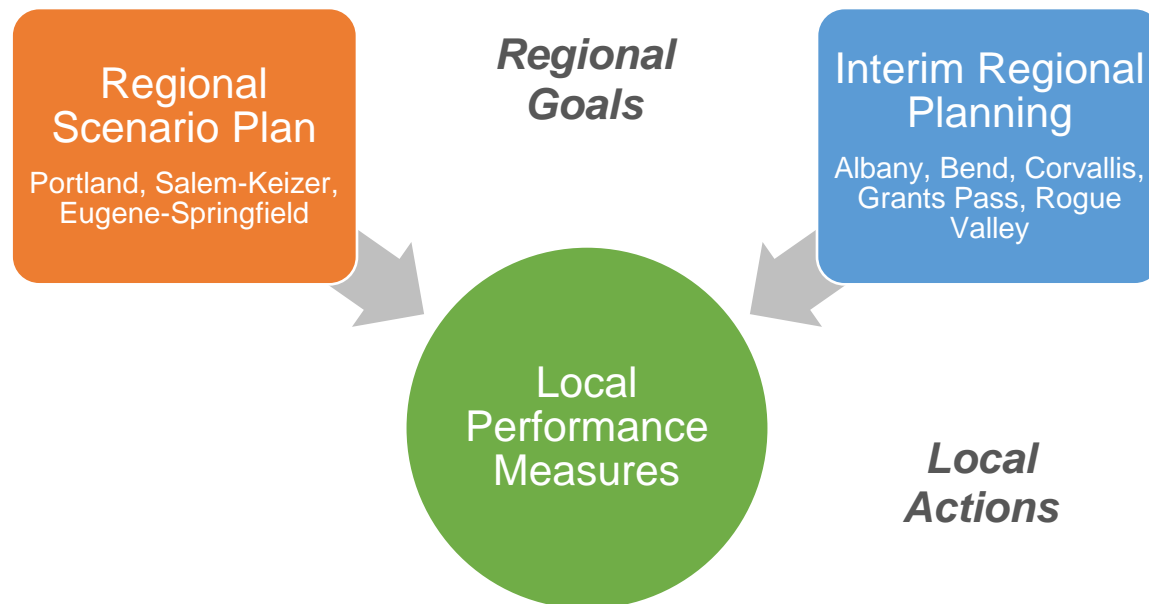 Regional
Scenario Plan
Portland, Salem-Keizer,
Eugene-Springfield
Regional
Goals
Interim Regional
Planning
Albany, Bend, Corvallis,
Grants Pass, Rogue
Valley
Local
Performance
Measures
Local
Actions